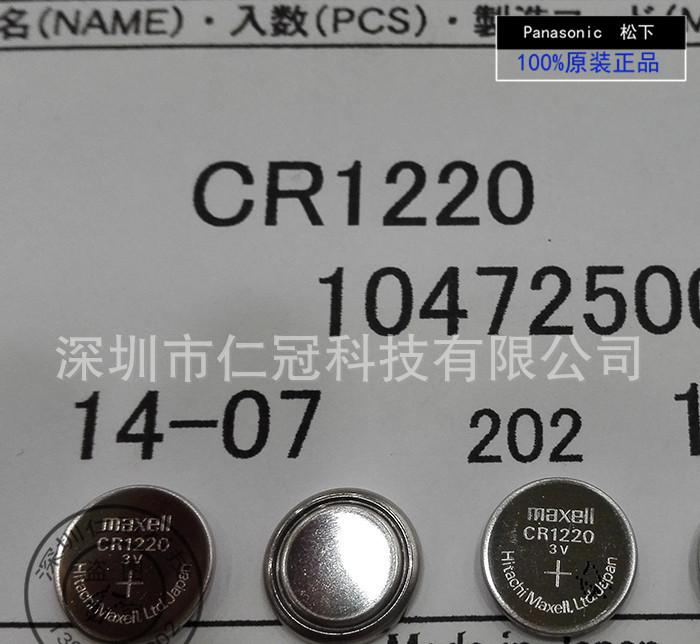 名(NAME)・入数(PCS)・製造コード(N
Panasonic 松下
100%原装正品
CR1220
10472500
深圳市仁冠科技有限公司
14-07
202
1
maxell
CR1220
3V
+
Hitachi Maxell, Ltd. Japan
maxell
CR1220
3V
+
Hitachi Maxell, Ltd. Japan
Made in Japan